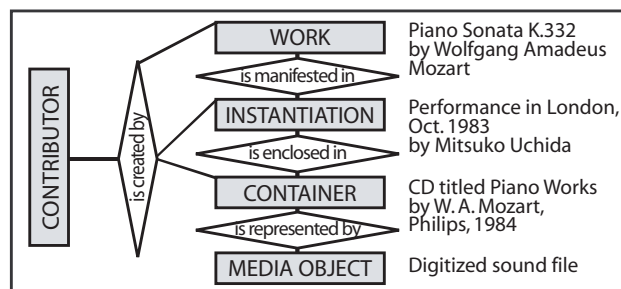 CONTRIBUTOR
is created by
WORK
Piano Sonata K.332
by Wolfgang Amadeus
Mozart
is manifested in
INSTANTIATION
Performance in London,
Oct. 1983
by Mitsuko Uchida
is enclosed in
CONTAINER
CD titled Piano Works
by W. A. Mozart,
Philips, 1984
is represented by
MEDIA OBJECT
Digitized sound file